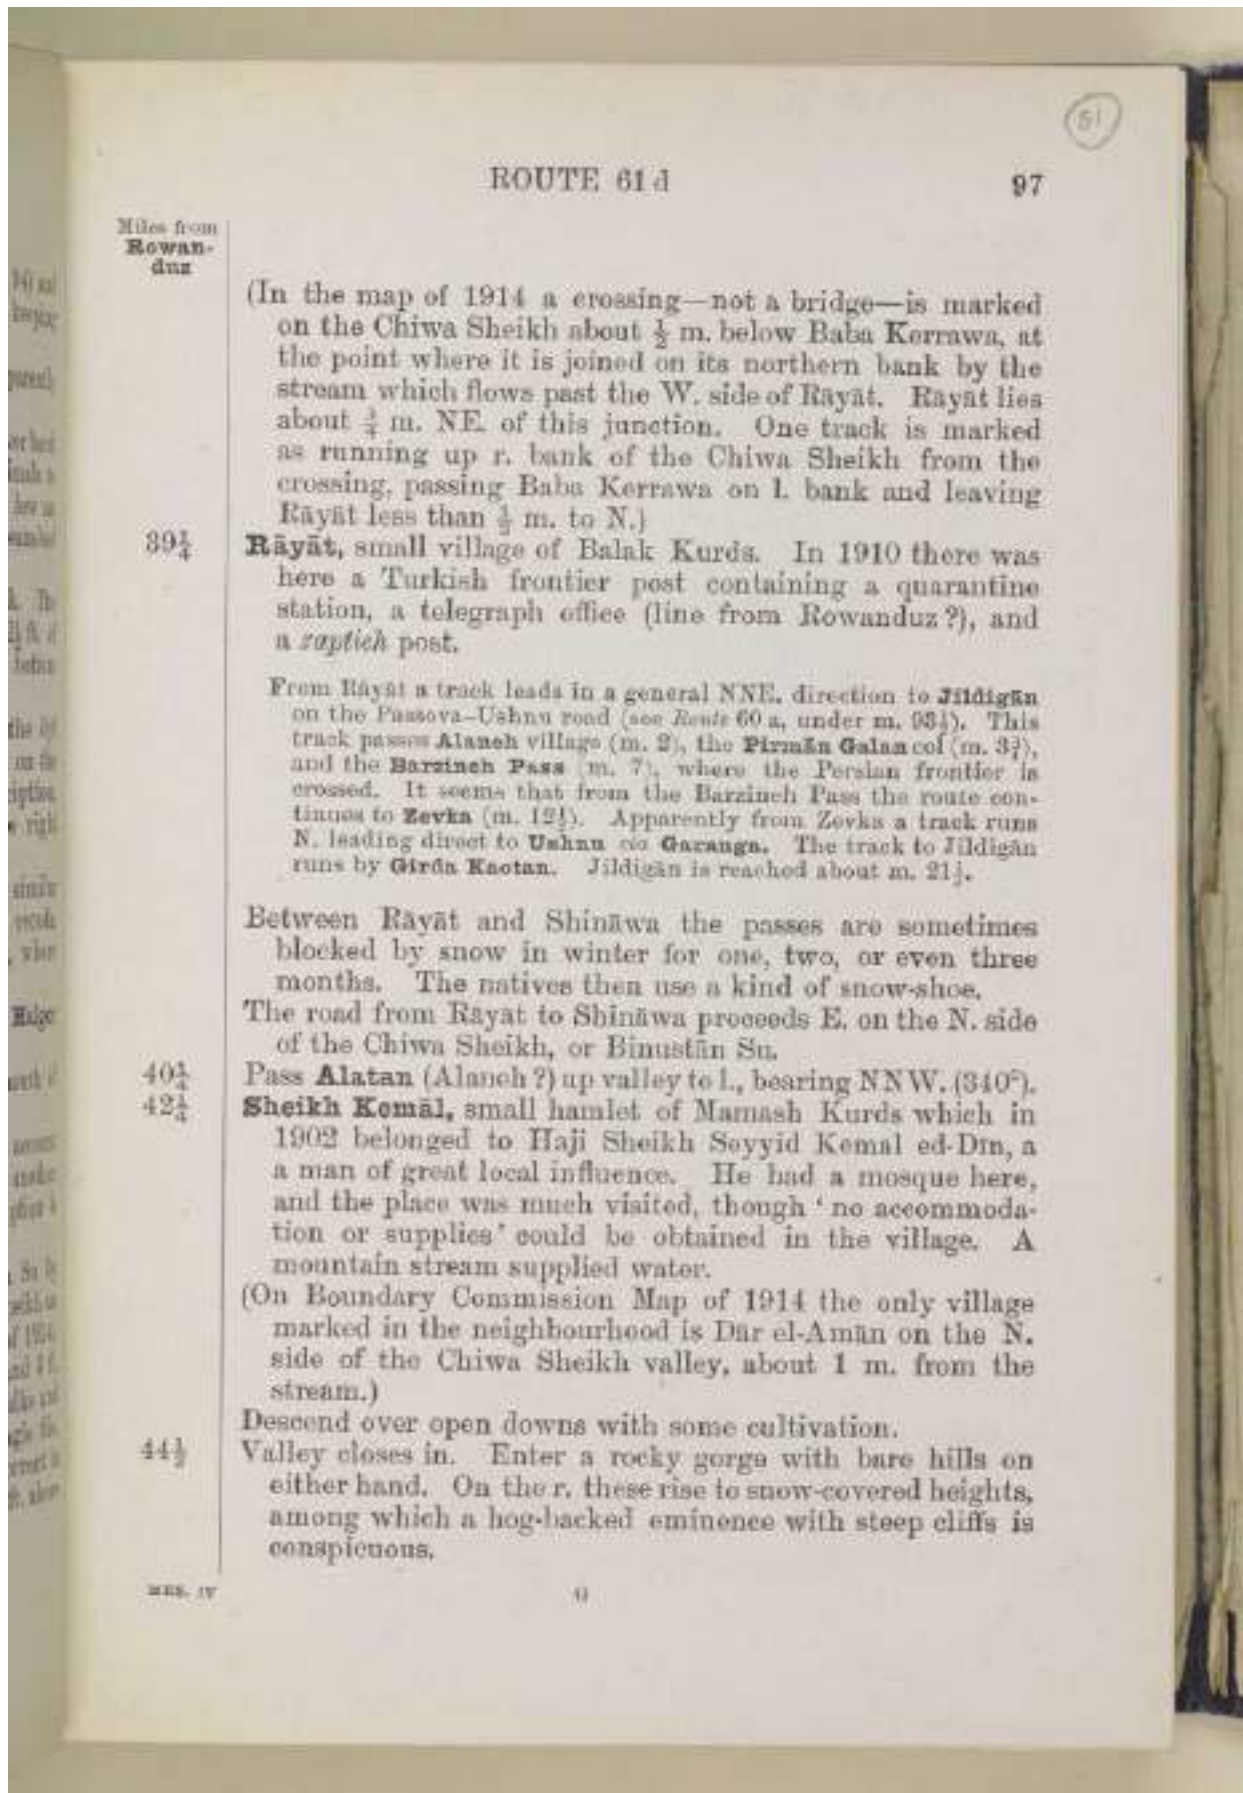 51
ROUTE 61 d
97
Miles from
Rowan-
duz
(In the map of 1914 a crossing—not a bridge—is marked
on the Chiwa Sheikh about ½ m. below Baba Kerrawa, at
the point where it is joined on its northern bank by the
stream which flows past the W. side of Rāyāt. Rāyāt lies
about ¾ m. NE. of this junction. One track is marked
as running up r. bank of the Chiwa Sheikh from the
crossing, passing Baba Kerrawa on l. bank and leaving
Rāyāt less than ½ m. to N.)
39¼ Rāyāt, small village of Balak Kurds. In 1910 there was
here a Turkish frontier post containing a quarantine
station, a telegraph office (line from Rowanduz ?), and
a zaptieh post.
From Rāyāt a track leads in a general NNE. direction to Jildigān
on the Passova–Ushnu road (see Route 60 a, under m. 93½). This
track passes Alaneh village (m. 2), the Pirmān Galan col (m. 3¾),
and the Barzineh Pass (m. 7), where the Persian frontier is
crossed. It seems that from the Barzineh Pass the route con-
tinues to Zevka (m. 12½). Apparently from Zevka a track runs
N. leading direct to Ushnu via Garanga. The track to Jildigān
runs by Girda Kaotan. Jildigān is reached about m. 21½.
Between Rāyāt and Shināwa the passes are sometimes
blocked by snow in winter for one, two, or even three
months. The natives then use a kind of snow-shoe.
The road from Rāyāt to Shināwa proceeds E. on the N. side
of the Chiwa Sheikh, or Binustān Su.
40¾ Pass Alatan (Alaneh ?) up valley to l., bearing NNW. (340°).
42¼ Sheikh Kemāl, small hamlet of Mamash Kurds which in
1902 belonged to Haji Sheikh Seyyid Kemal ed-Dīn, a
a man of great local influence. He had a mosque here,
and the place was much visited, though ‘ no accommoda-
tion or supplies ’ could be obtained in the village. A
mountain stream supplied water.
(On Boundary Commission Map of 1914 the only village
marked in the neighbourhood is Dār el-Amān on the N.
side of the Chiwa Sheikh valley, about 1 m. from the
stream.)
Descend over open downs with some cultivation.
44½ Valley closes in. Enter a rocky gorge with bare hills on
either hand. On the r. these rise to snow-covered heights,
among which a hog-backed eminence with steep cliffs is
conspicuous.
MES. IV
G